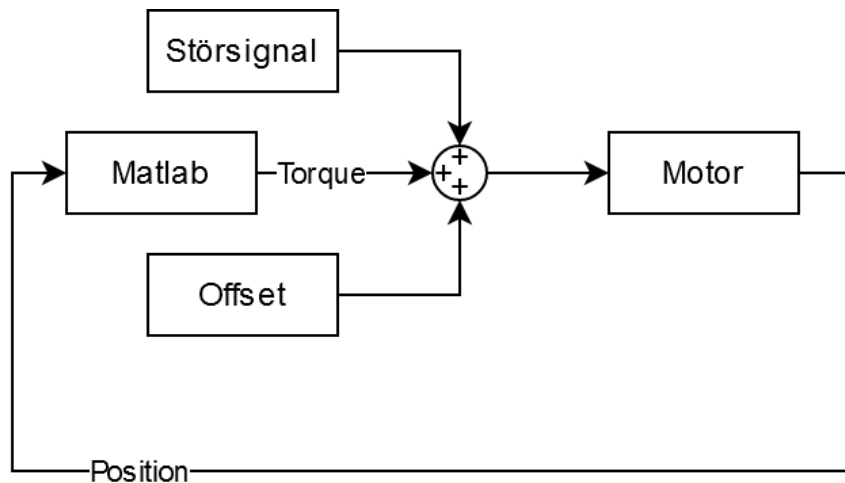 Störsignal
Matlab
Torque
+
+
+
Motor
Offset
Position